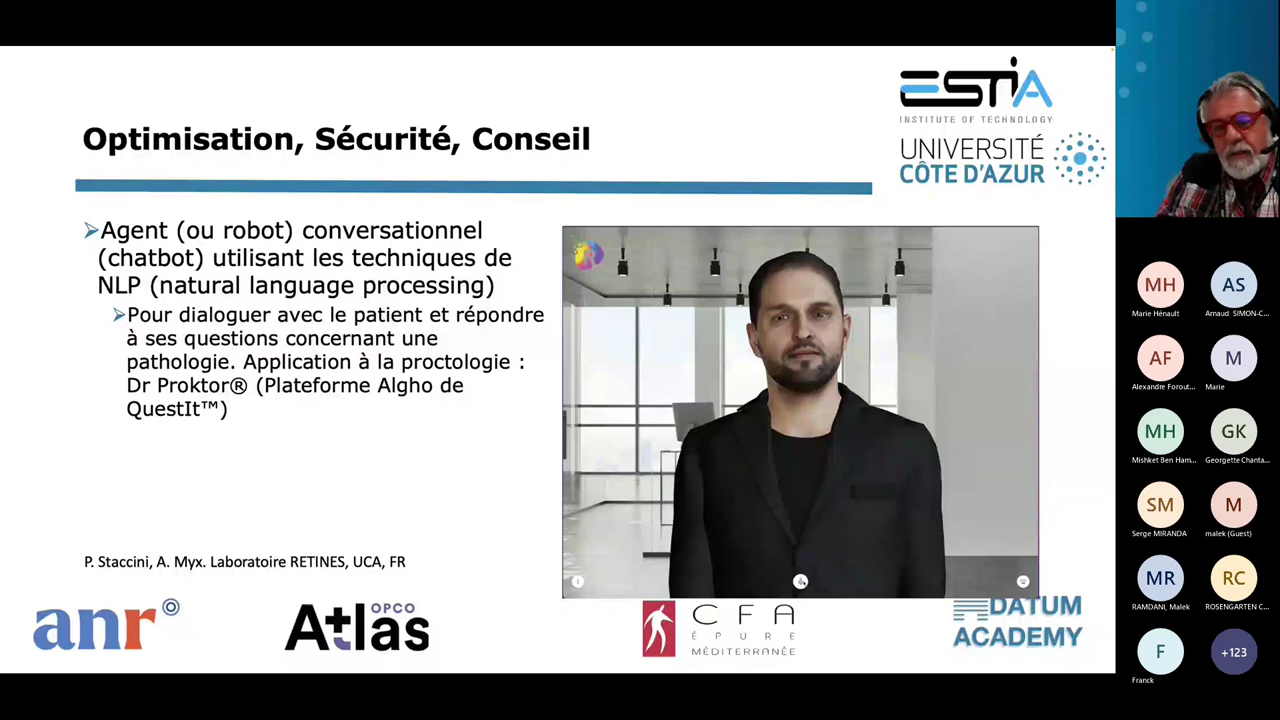 ESTIA
INSTITUTE OF TECHNOLOGY
UNIVERSITÉ
CÔTE D'AZUR
Optimisation, Sécurité, Conseil
Agent (ou robot) conversationnel
(chatbot) utilisant les techniques de
NLP (natural language processing)
Pour dialoguer avec le patient et répondre
à ses questions concernant une
pathologie. Application à la proctologie :
Dr Proktor® (Plateforme Algho de
QuestIt™)
P. Staccini, A. Myx. Laboratoire RETINES, UCA, FR
anr
OPCO
Atlas
CFA
ÉPURE
MÉDITERRANÉE
DATUM
ACADEMY
MH
Marie Hénault
AS
Arnaud SIMON-C...
AF
Alexandre Forout...
M
Marie
MH
Mishket Ben Ham...
GK
Georgette Chanta...
SM
Serge MIRANDA
M
malek (Guest)
MR
RAMDANI, Malek
RC
ROSENGARTEN C...
F
Franck
+123